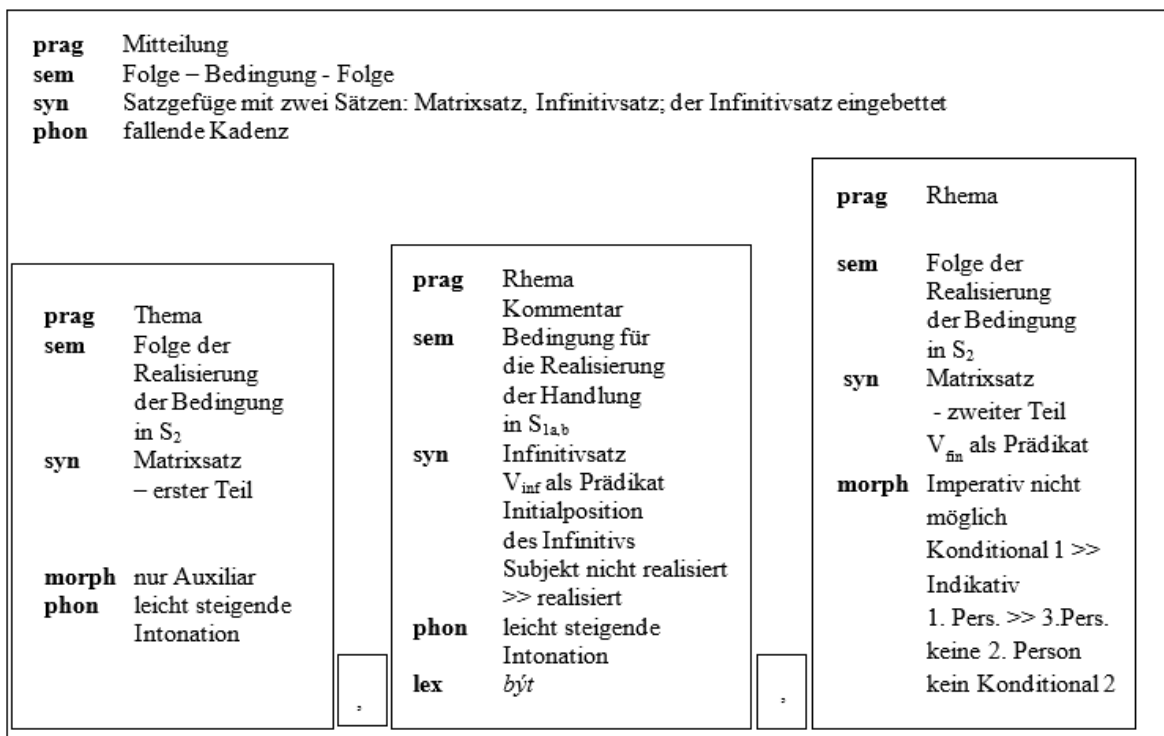 prag Mitteilung
sem Folge – Bedingung - Folge
syn Satzgefüge mit zwei Sätzen: Matrixsatz, Infinitivsatz; der Infinitivsatz eingebettet
phon fallende Kadenz
prag Thema
sem Folge der
Realisierung
der Bedingung
in S₂
syn Matrixsatz
– erster Teil
morph nur Auxiliar
phon leicht steigende
Intonation
,
prag Rhema
Kommentar
sem Bedingung für
die Realisierung
der Handlung
in S₁ₐ,b
syn Infinitivsatz
V_inf als Prädikat
Initialposition
des Infinitivs
Subjekt nicht realisiert
>> realisiert
phon leicht steigende
Intonation
lex být
,
prag Rhema
sem Folge der
Realisierung
der Bedingung
in S₂
syn Matrixsatz
- zweiter Teil
V_fin als Prädikat
morph Imperativ nicht
möglich
Konditional 1 >>
Indikativ
1. Pers. >> 3.Pers.
keine 2. Person
kein Konditional 2